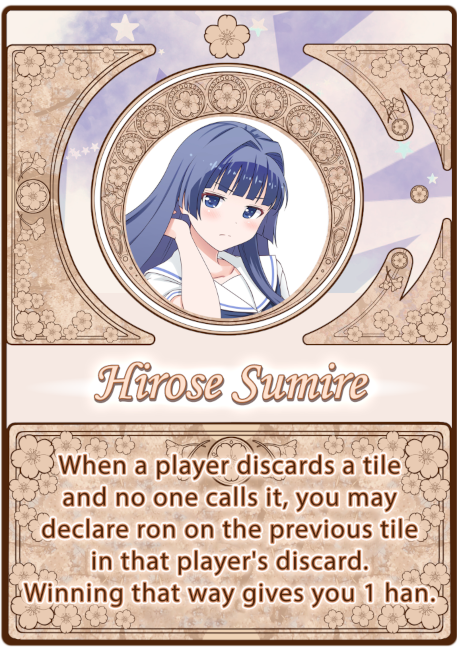 Hirose Sumire
When a player discards a tile
and no one calls it, you may
declare ron on the previous tile
in that player's discard.
Winning that way gives you 1 han.